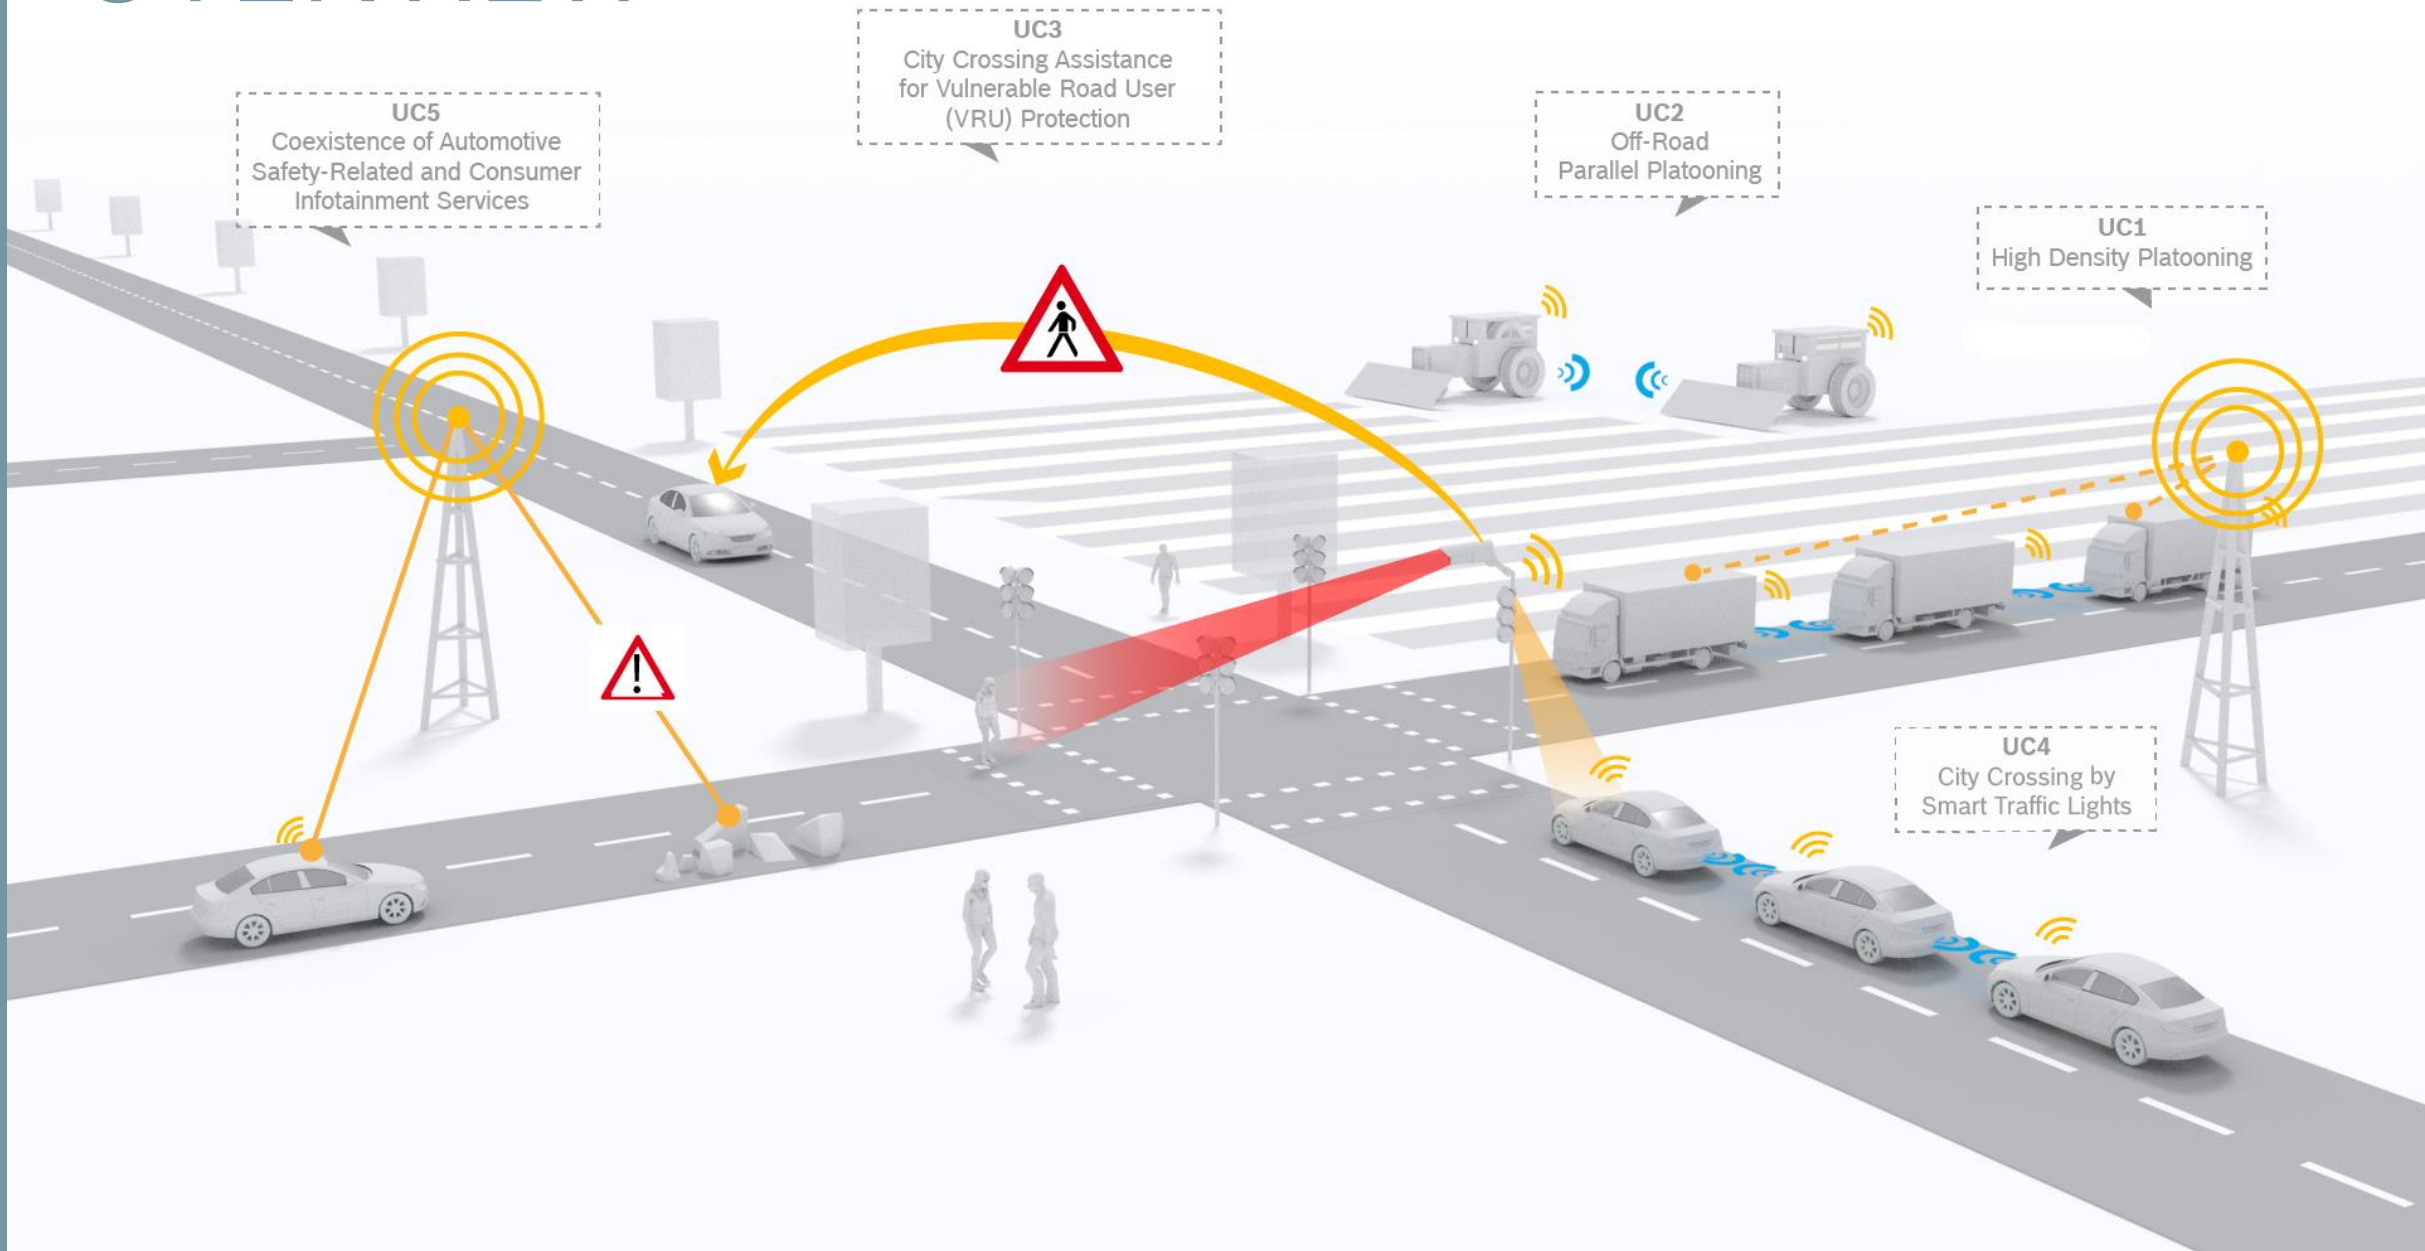 UC3
City Crossing Assistance
for Vulnerable Road User
(VRU) Protection
UC5
Coexistence of Automotive
Safety-Related and Consumer
Infotainment Services
UC2
Off-Road
Parallel Platooning
UC1
High Density Platooning
UC4
City Crossing by
Smart Traffic Lights